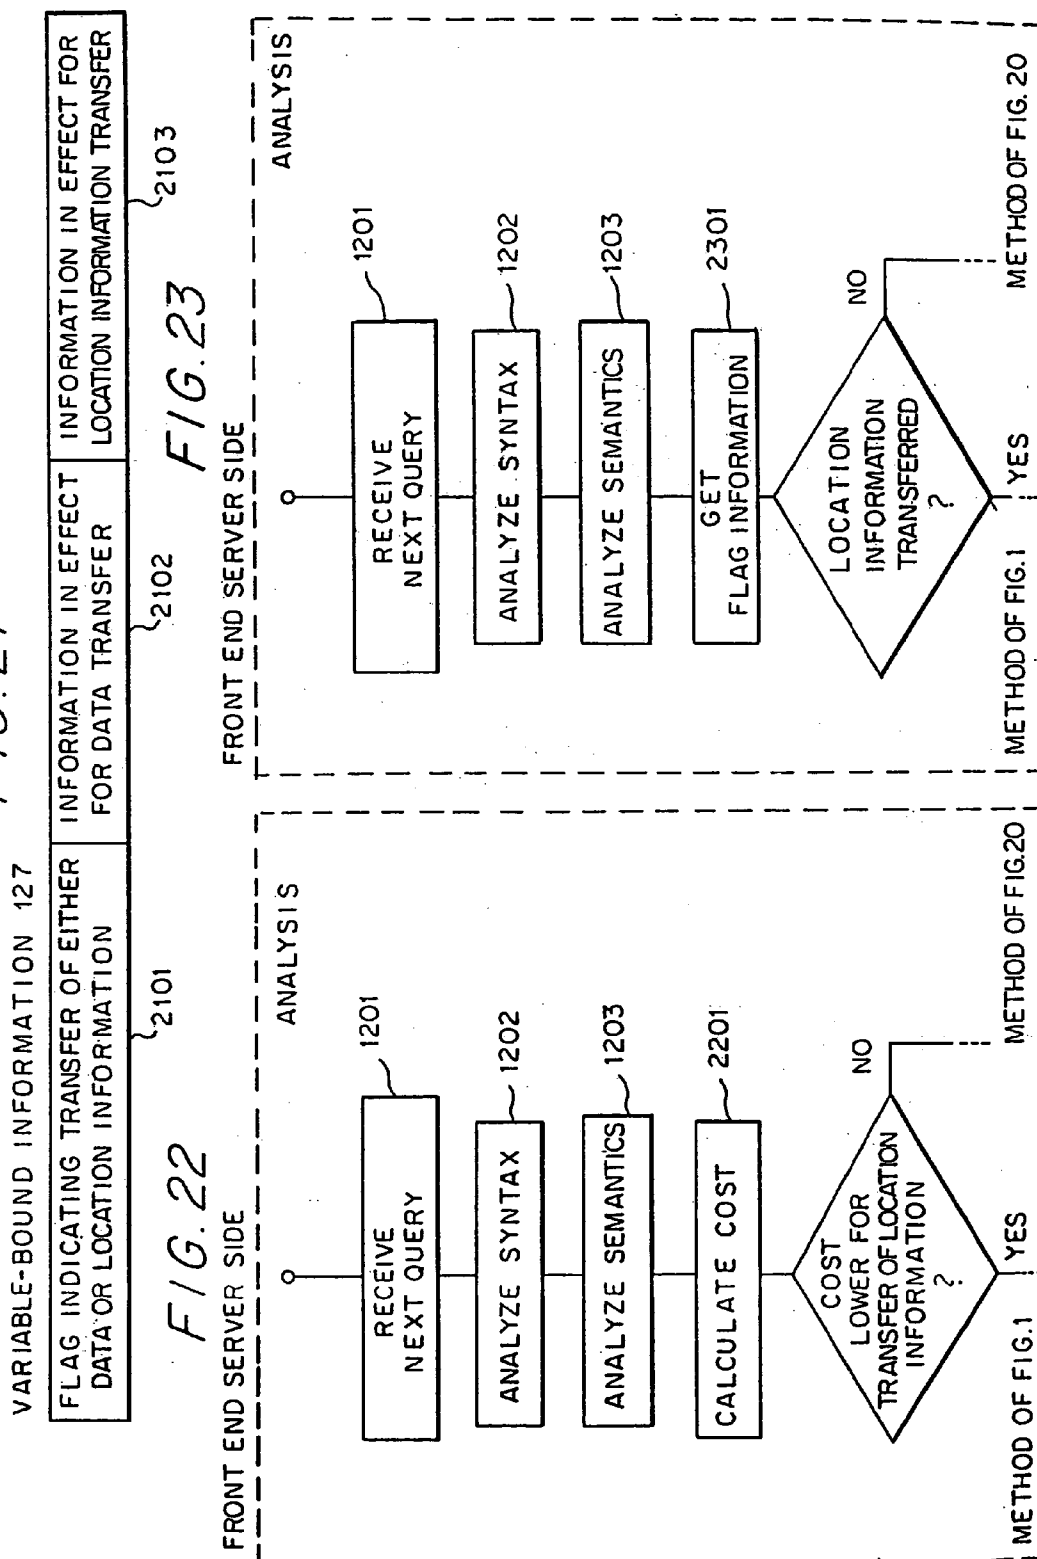 VARIABLE-BOUND INFORMATION 127
FLAG INDICATING TRANSFER OF EITHER
DATA OR LOCATION INFORMATION
INFORMATION IN EFFECT
FOR DATA TRANSFER
INFORMATION IN EFFECT FOR
LOCATION INFORMATION TRANSFER
2101
2102
2103
FIG. 22
FRONT END SERVER SIDE
ANALYSIS
RECEIVE
NEXT QUERY
1201
ANALYZE SYNTAX
1202
ANALYZE SEMANTICS
1203
CALCULATE COST
2201
COST
LOWER FOR
TRANSFER OF LOCATION
INFORMATION
?
NO
YES
METHOD OF FIG.1
METHOD OF FIG.20
FIG. 23
FRONT END SERVER SIDE
ANALYSIS
RECEIVE
NEXT QUERY
1201
ANALYZE SYNTAX
1202
ANALYZE SEMANTICS
1203
GET
FLAG INFORMATION
2301
LOCATION
INFORMATION
TRANSFERRED
?
NO
YES
METHOD OF FIG.1
METHOD OF FIG. 20